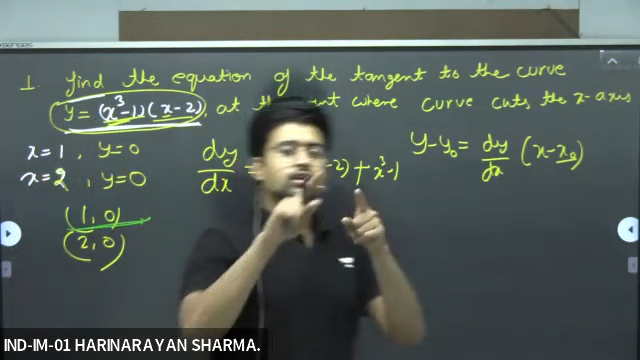 senses
1. Find the equation of the tangent to the curve
y = (x³-1)(x-2) at the point where curve cuts the x-axis
x = 1, y = 0
x = 2, y = 0
(1, 0)
(2, 0)
dy/dx -2) + x³-1
y-y₀ = dy/dx (x-x₀)
IND-IM-01 HARINARAYAN SHARMA.